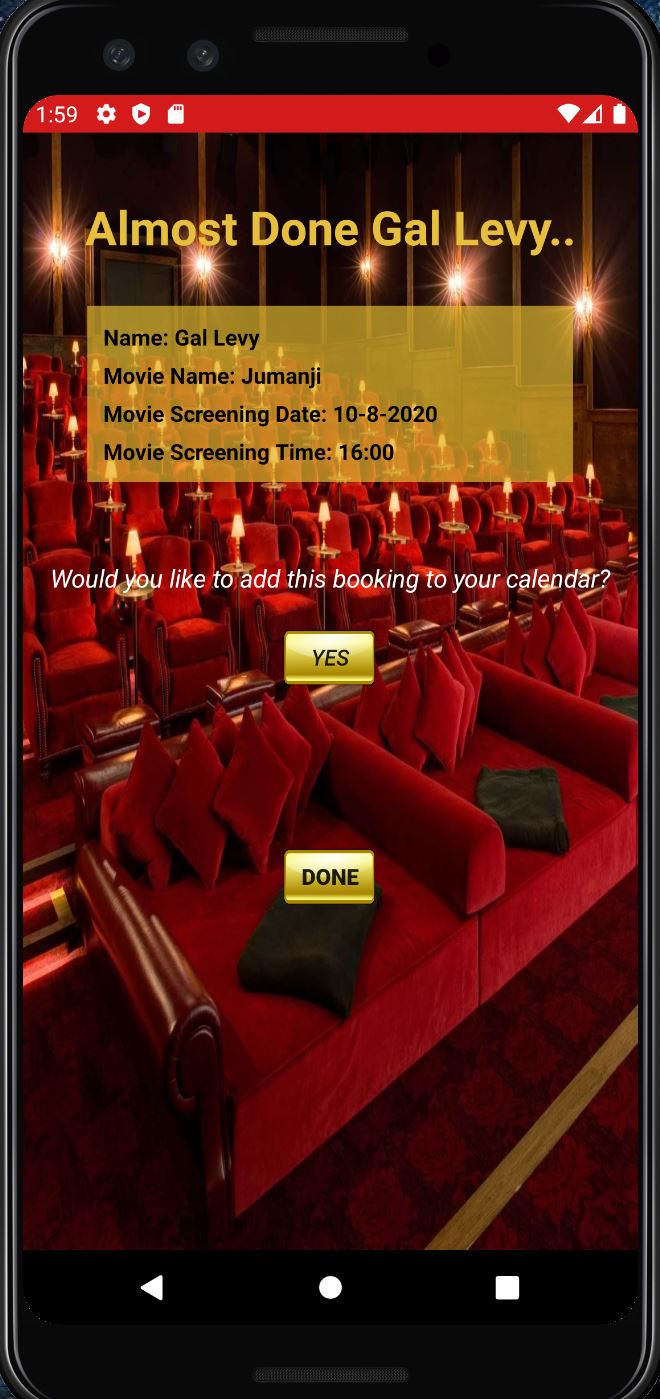 1:59
Almost Done Gal Levy..
Name: Gal Levy
Movie Name: Jumanji
Movie Screening Date: 10-8-2020
Movie Screening Time: 16:00
Would you like to add this booking to your calendar?
YES
DONE